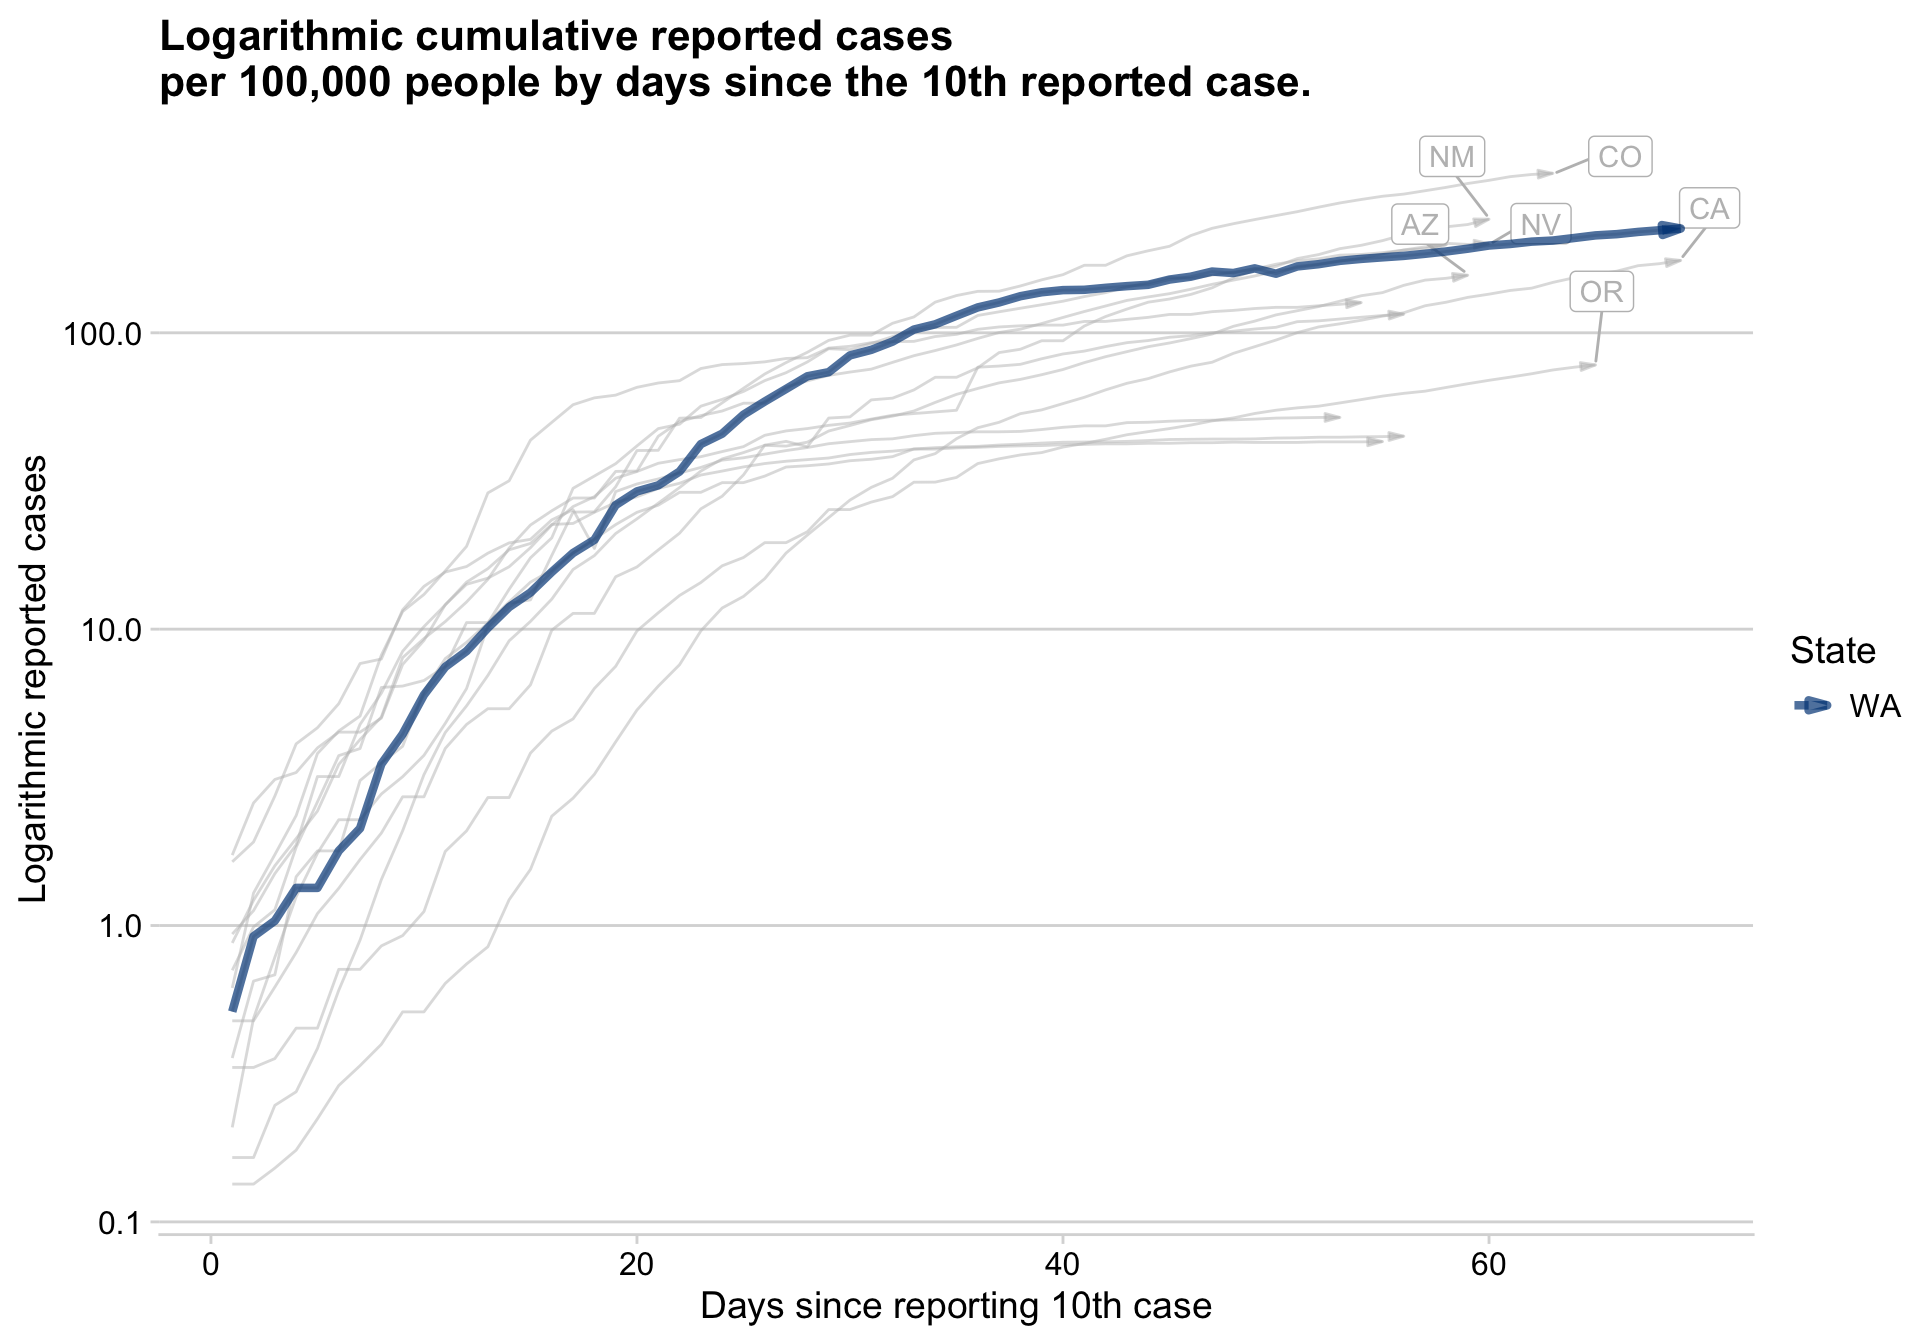 Logarithmic cumulative reported cases
per 100,000 people by days since the 10th reported case.
NM
CO
CA
AZ
NV
OR
100.0
10.0
1.0
0.1
Logarithmic reported cases
State
WA
0
20
40
60
Days since reporting 10th case